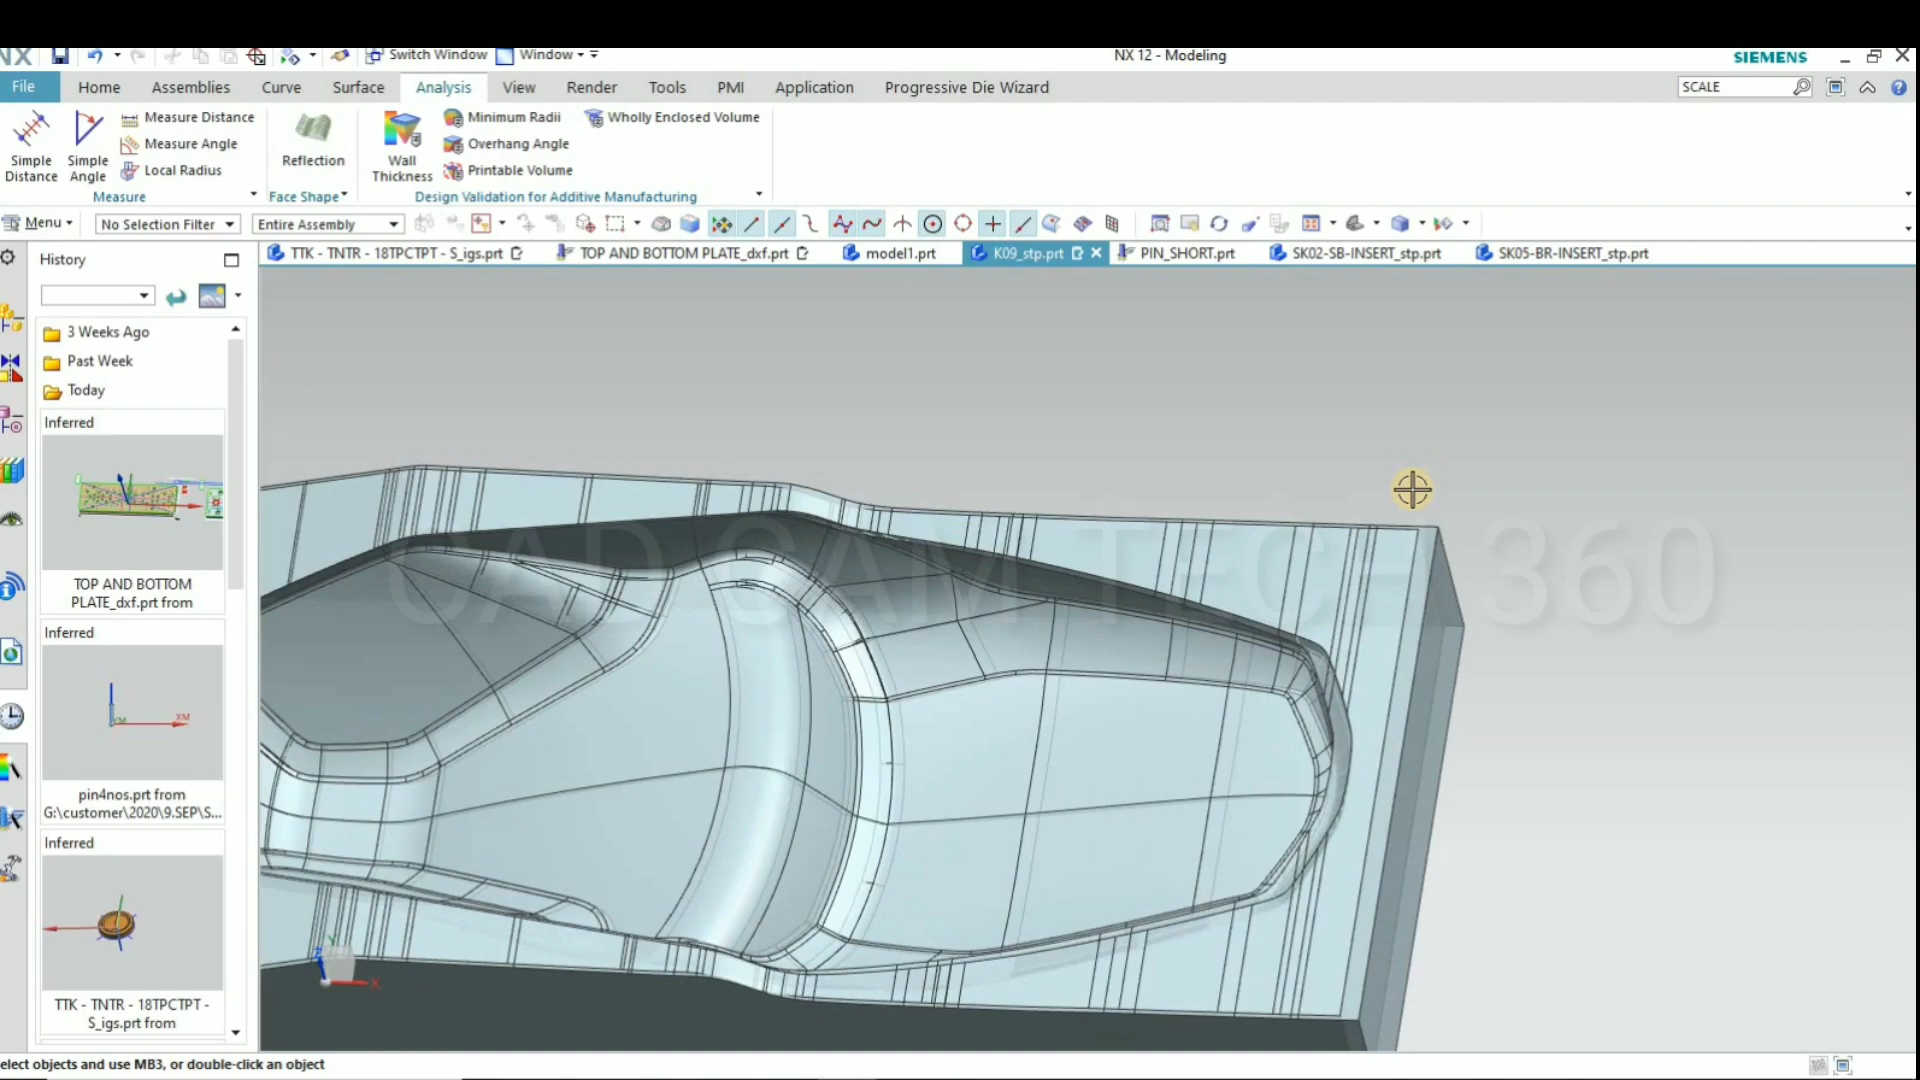 NX
Switch Window
Window
NX 12 - Modeling
SIEMENS
File
Home
Assemblies
Curve
Surface
Analysis
View
Render
Tools
PMI
Application
Progressive Die Wizard
SCALE
Simple Distance
Simple Angle
Measure Distance
Measure Angle
Local Radius
Measure
Reflection
Face Shape
Wall Thickness
Minimum Radii
Overhang Angle
Printable Volume
Wholly Enclosed Volume
Design Validation for Additive Manufacturing
Menu
No Selection Filter
Entire Assembly
TTK - TNTR - 18TPCTPT - S_igs.prt
TOP AND BOTTOM PLATE_dxf.prt
model1.prt
K09_stp.prt
PIN_SHORT.prt
SK02-SB-INSERT_stp.prt
SK05-BR-INSERT_stp.prt
History
3 Weeks Ago
Past Week
Today
Inferred
TOP AND BOTTOM
PLATE_dxf.prt from
Inferred
YM
XM
pin4nos.prt from
G:\customer\2020\9.SEP\S...
Inferred
TTK - TNTR - 18TPCTPT -
S_igs.prt from
CAD CAM TECH 360
X
elect objects and use MB3, or double-click an object